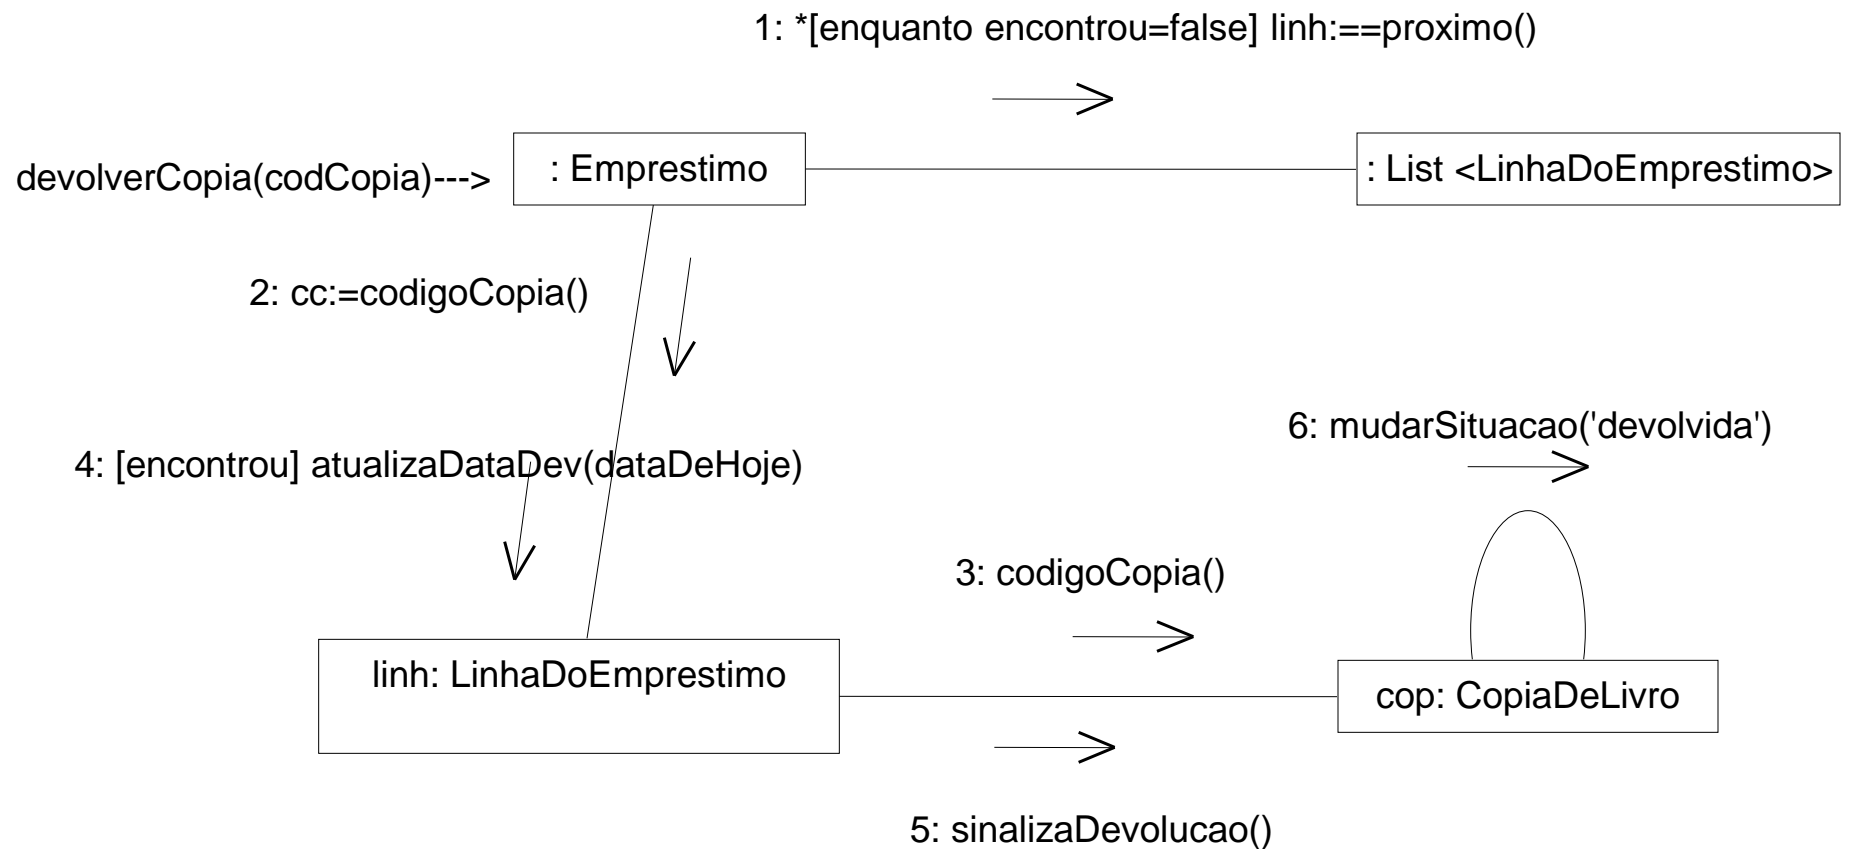 1: *[enquanto encontrou=false] linh:==proximo()
devolverCopia(codCopia)--->
: Emprestimo
: List <LinhaDoEmprestimo>
2: cc:=codigoCopia()
6: mudarSituacao('devolvida')
4: [encontrou] atualizaDataDev(dataDeHoje)
3: codigoCopia()
linh: LinhaDoEmprestimo
cop: CopiaDeLivro
5: sinalizaDevolucao()